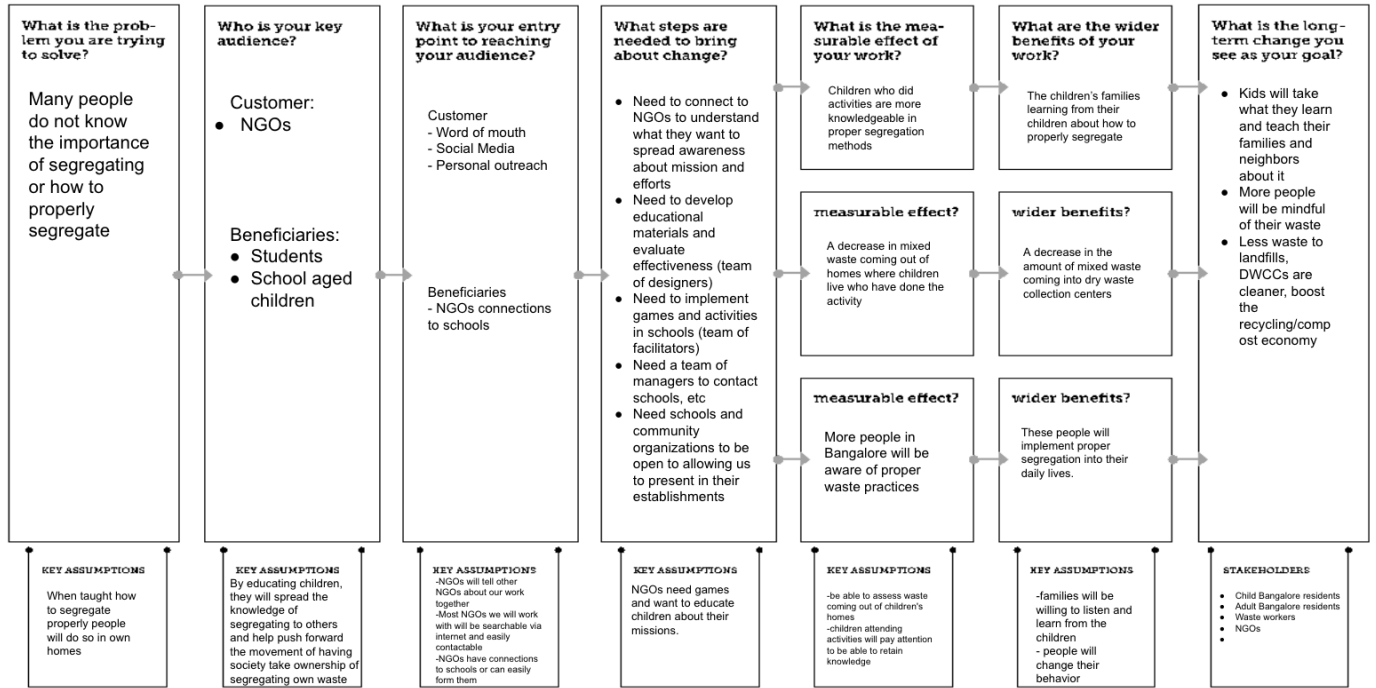 What is the prob-
lem you are trying
to solve?
Many people
do not know
the importance
of segregating
or how to
properly
segregate
KEY ASSUMPTIONS
When taught how
to segregate
properly people
will do so in own
homes
Who is your key
audience?
Customer:
● NGOs
Beneficiaries:
● Students
● School aged
children
KEY ASSUMPTIONS
By educating children,
they will spread the
knowledge of
segregating to others
and help push forward
the movement of having
society take ownership of
segregating own waste
What is your entry
point to reaching
your audience?
Customer
- Word of mouth
- Social Media
- Personal outreach
Beneficiaries
- NGOs connections
to schools
KEY ASSUMPTIONS
-NGOs will tell other
NGOs about our work
together
-Most NGOs we will work
with will be searchable via
internet and easily
contactable
-NGOs have connections
to schools or can easily
form them
What steps are
needed to bring
about change?
● Need to connect to
NGOs to understand
what they want to
spread awareness
about mission and
efforts
● Need to develop
educational
materials and
evaluate
effectiveness (team
of designers)
● Need to implement
games and activities
in schools (team of
facilitators)
● Need a team of
managers to contact
schools, etc
● Need schools and
community
organizations to be
open to allowing us
to present in their
establishments
KEY ASSUMPTIONS
NGOs need games
and want to educate
children about their
missions.
What is the mea-
surable effect of
your work?
Children who did
activities are more
knowledgeable in
proper segregation
methods
measurable effect?
A decrease in mixed
waste coming out of
homes where children
live who have done the
activity
measurable effect?
More people in
Bangalore will be
aware of proper
waste practices
KEY ASSUMPTIONS
-be able to assess waste
coming out of children's
homes
-children attending
activities will pay attention
to be able to retain
knowledge
What are the wider
benefits of your
work?
The children's families
learning from their
children about how to
properly segregate
wider benefits?
A decrease in the
amount of mixed waste
coming into dry waste
collection centers
wider benefits?
These people will
implement proper
segregation into their
daily lives.
KEY ASSUMPTIONS
-families will be
willing to listen and
learn from the
children
- people will
change their
behavior
What is the long-
term change you
see as your goal?
● Kids will take
what they learn
and teach their
families and
neighbors
about it
● More people
will be mindful
of their waste
● Less waste to
landfills,
DWCCs are
cleaner, boost
the
recycling/comp
ost economy
STAKEHOLDERS
● Child Bangalore residents
● Adult Bangalore residents
● Waste workers
● NGOs
●